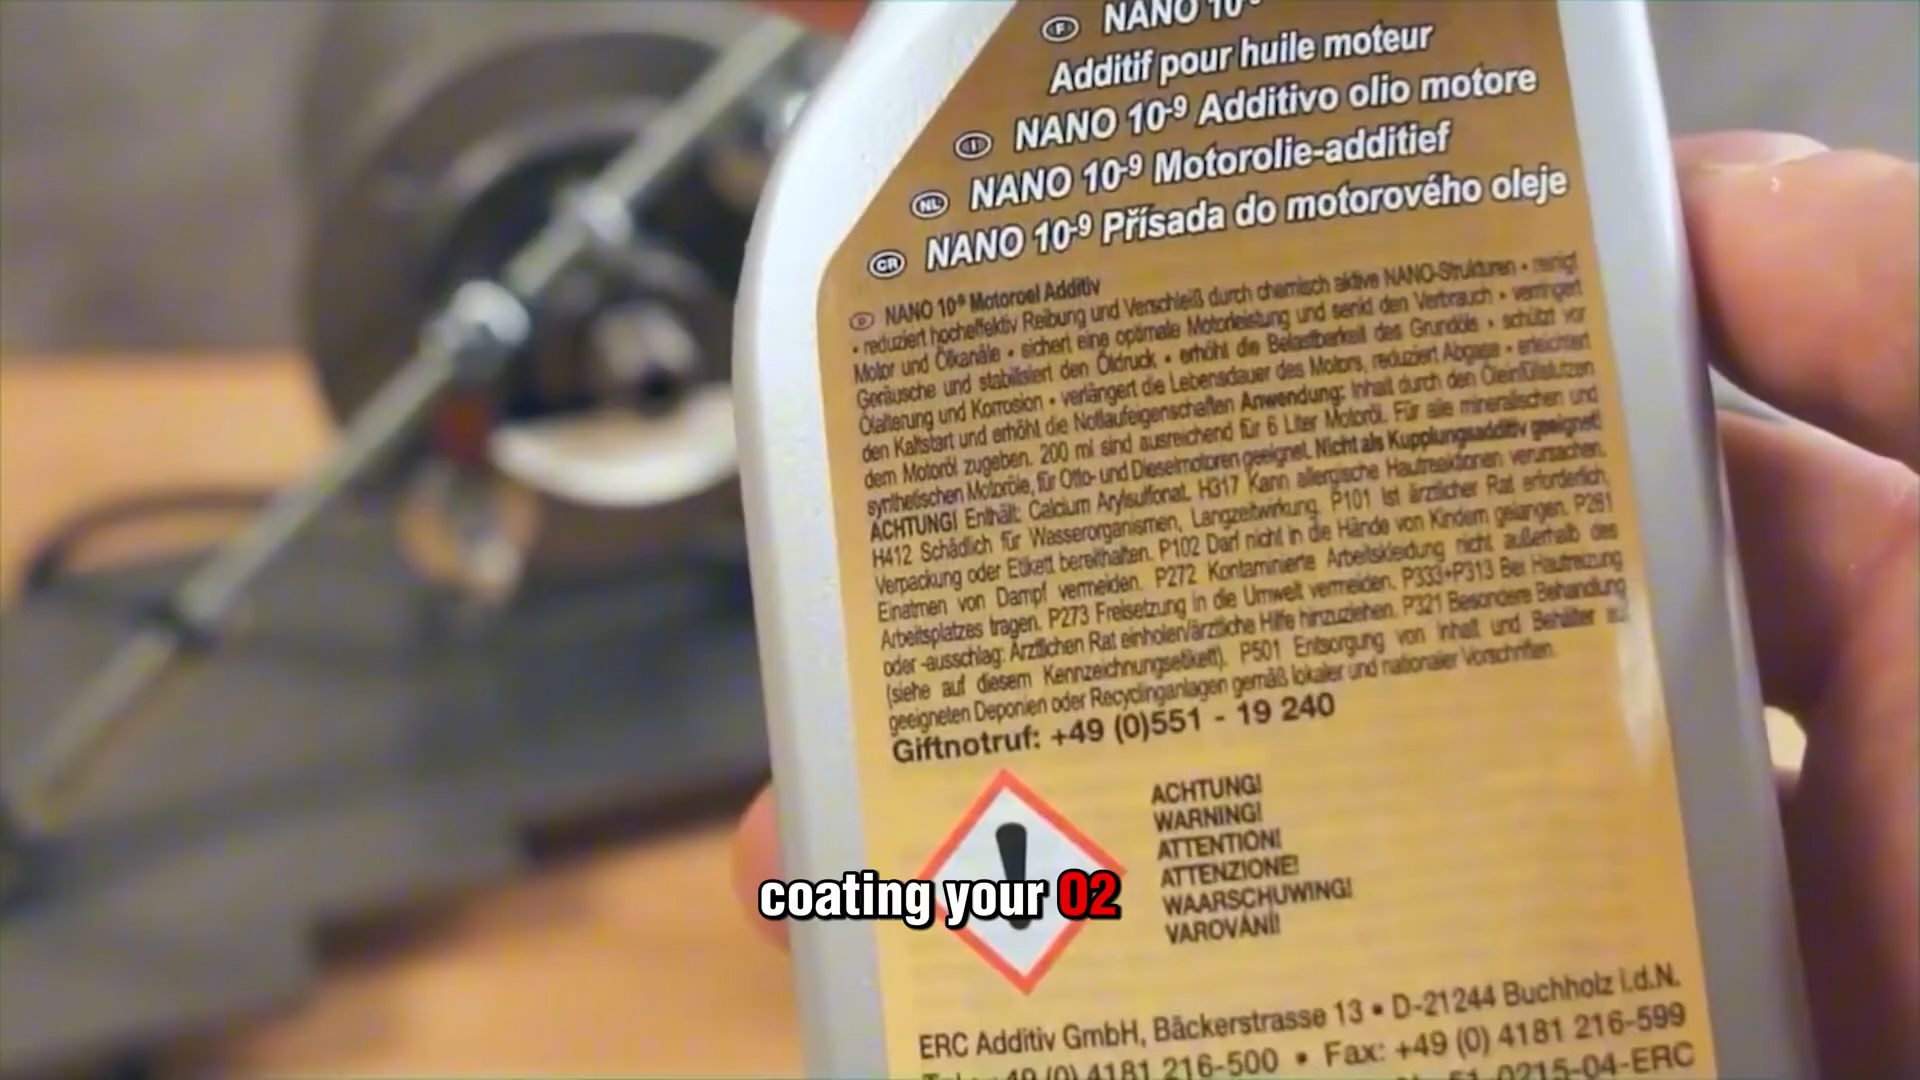 F NANO 10-9
Additif pour huile moteur
I NANO 10-9 Additivo olio motore
NL NANO 10-9 Motorolie-additief
CR NANO 10-9 Přísada do motorového oleje
D NANO 10-9 Motoroel Additiv
• reduziert hocheffektiv Reibung und Verschleiß durch chemisch aktive NANO-Strukturen • reinigt
Motor und Ölkanäle • sichert eine optimale Motorleistung und senkt den Verbrauch • verringert
Geräusche und stabilisiert den Öldruck • erhöht die Belastbarkeit des Grundöls • schützt vor
Ölalterung und Korrosion • verlängert die Lebensdauer des Motors, reduziert Abgase • erleichtert
den Kaltstart und erhöht die Notlaufeigenschaften Anwendung: Inhalt durch den Öleinfüllstutzen
dem Motoröl zugeben. 200 ml sind ausreichend für 6 Liter Motoröl. Für alle mineralischen und
synthetischen Motoröle, für Otto- und Dieselmotoren geeignet. Nicht als Kupplungsadditiv geeignet!
ACHTUNG! Enthält: Calcium Arylsulfonat. H317 Kann allergische Hautreaktionen verursachen.
H412 Schädlich für Wasserorganismen, Langzeitwirkung. P101 Ist ärztlicher Rat erforderlich,
Verpackung oder Etikett bereithalten. P102 Darf nicht in die Hände von Kindern gelangen. P261
Einatmen von Dampf vermeiden. P272 Kontaminierte Arbeitskleidung nicht außerhalb des
Arbeitsplatzes tragen. P273 Freisetzung in die Umwelt vermeiden. P333+P313 Bei Hautreizung
oder -ausschlag: Ärztlichen Rat einholen/ärztliche Hilfe hinzuziehen. P321 Besondere Behandlung
(siehe auf diesem Kennzeichnungsetikett). P501 Entsorgung von Inhalt und Behälter auf
geeigneten Deponien oder Recyclinganlagen gemäß lokaler und nationaler Vorschriften.
Giftnotruf: +49 (0)551 - 19 240
ACHTUNG!
WARNING!
ATTENTION!
ATTENZIONE!
WAARSCHUWING!
VAROVÁNÍ!
coating your O2
ERC Additiv GmbH, Bäckerstrasse 13 • D-21244 Buchholz i.d.N.
49 (0) 4181 216-500 • Fax: +49 (0) 4181 216-599
51-0215-04-ERC